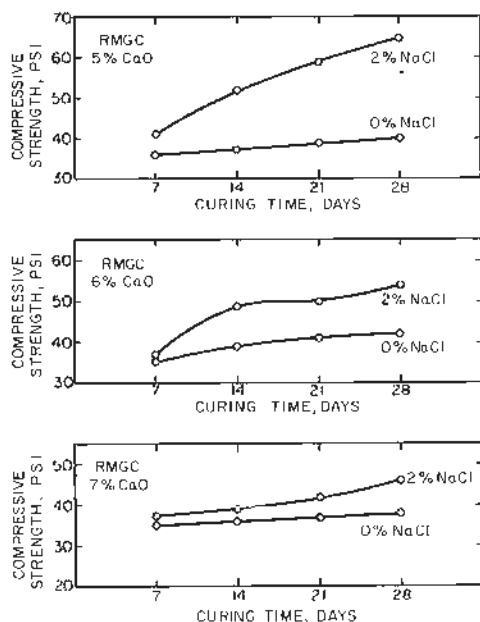 COMPRESSIVE
STRENGTH, PSI
70
60
50
40
30
RMGC
5% CaO
2% NaCl
0% NaCl
7 14 21 28
CURING TIME, DAYS
COMPRESSIVE
STRENGTH, PSI
60
50
40
30
RMGC
6% CaO
2% NaCl
0% NaCl
7 14 21 28
CURING TIME, DAYS
COMPRESSIVE
STRENGTH, PSI
50
40
30
20
RMGC
7% CaO
2% NaCl
0% NaCl
7 14 21 28
CURING TIME, DAYS